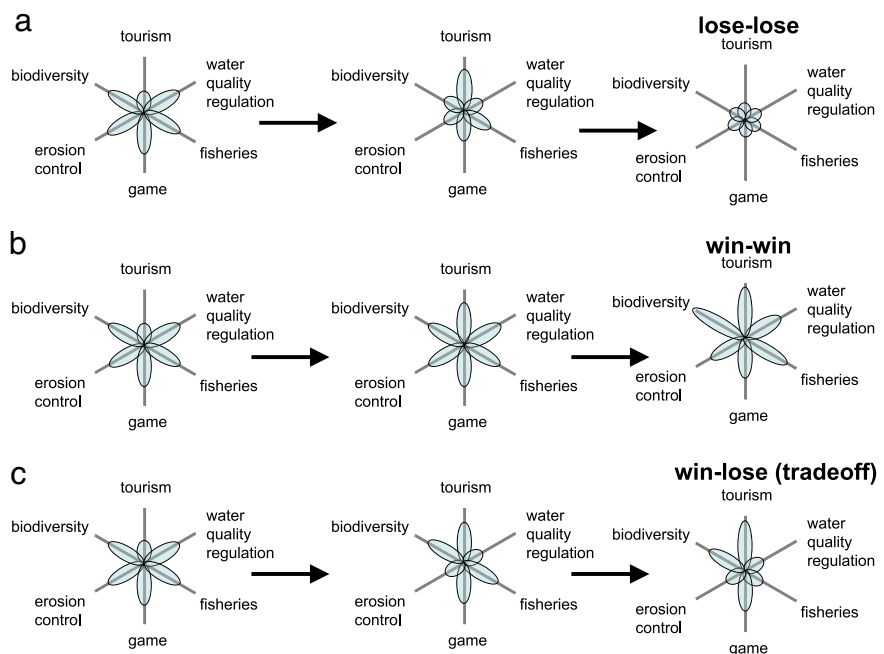 a
tourism
biodiversity
water
quality
regulation
erosion
control
fisheries
game
tourism
biodiversity
water
quality
regulation
erosion
control
fisheries
game
lose-lose
tourism
biodiversity
water
quality
regulation
erosion
control
fisheries
game
b
tourism
biodiversity
water
quality
regulation
erosion
control
fisheries
game
tourism
biodiversity
water
quality
regulation
erosion
control
fisheries
game
win-win
tourism
biodiversity
water
quality
regulation
erosion
control
fisheries
game
c
tourism
biodiversity
water
quality
regulation
erosion
control
fisheries
game
tourism
biodiversity
water
quality
regulation
erosion
control
fisheries
game
win-lose (tradeoff)
tourism
biodiversity
water
quality
regulation
erosion
control
fisheries
game